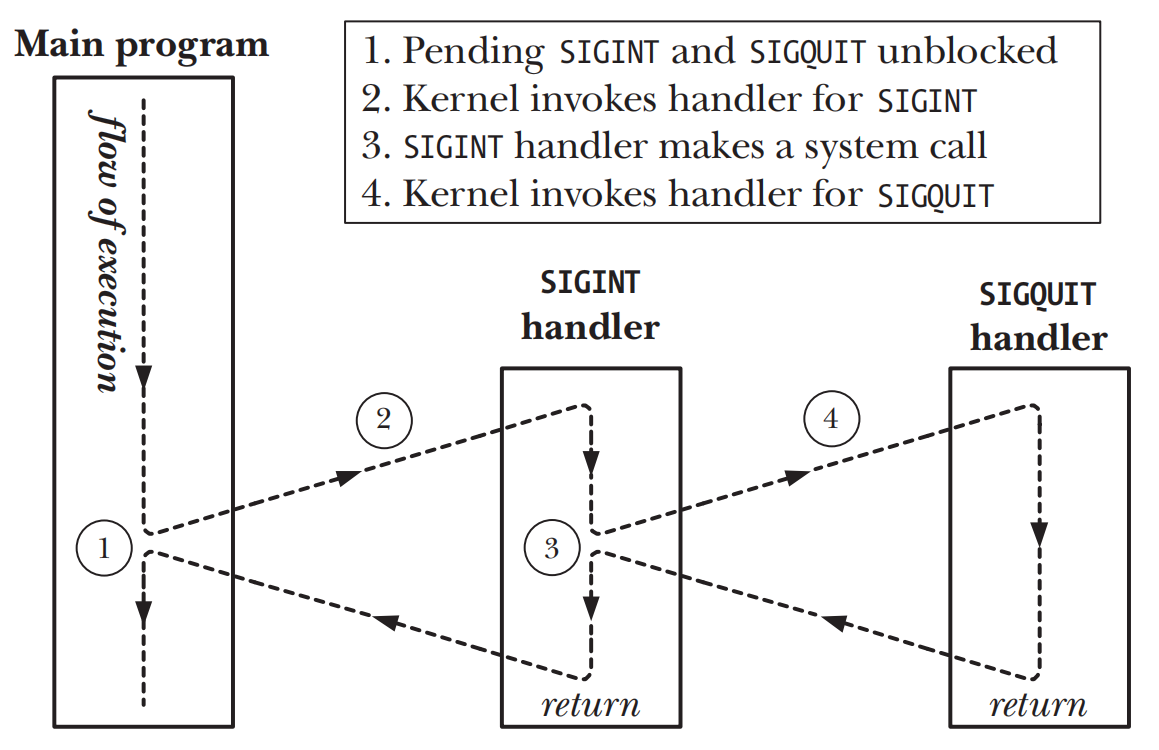 Main program
1. Pending SIGINT and SIGQUIT unblocked
2. Kernel invokes handler for SIGINT
3. SIGINT handler makes a system call
4. Kernel invokes handler for SIGQUIT
flow of execution
SIGINT
handler
SIGQUIT
handler
2
4
1
3
return
return